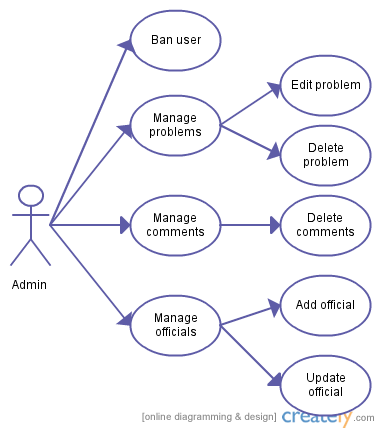 Ban user
Manage
problems
Edit problem
Delete
problem
Manage
comments
Delete
comments
Admin
Manage
officials
Add official
Update
official
[online diagramming & design] creately.com